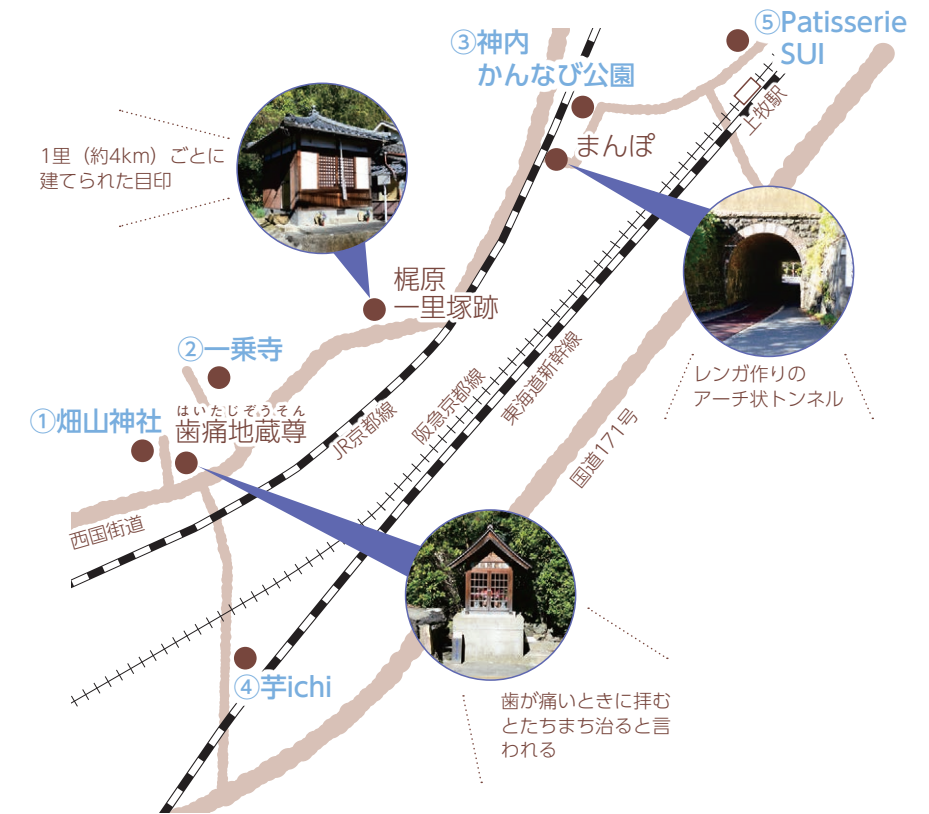 ⑤Patisserie
SUI
③神内
かんなび公園
上牧駅
まんぽ
1里（約4km）ごとに
建てられた目印
梶原
一里塚跡
レンガ作りの
アーチ状トンネル
②一乗寺
①畑山神社
はいたじぞうそん
歯痛地蔵尊
JR京都線
阪急京都線
東海道新幹線
国道171号
西国街道
④芋ichi
歯が痛いときに拝む
とたちまち治ると言
われる